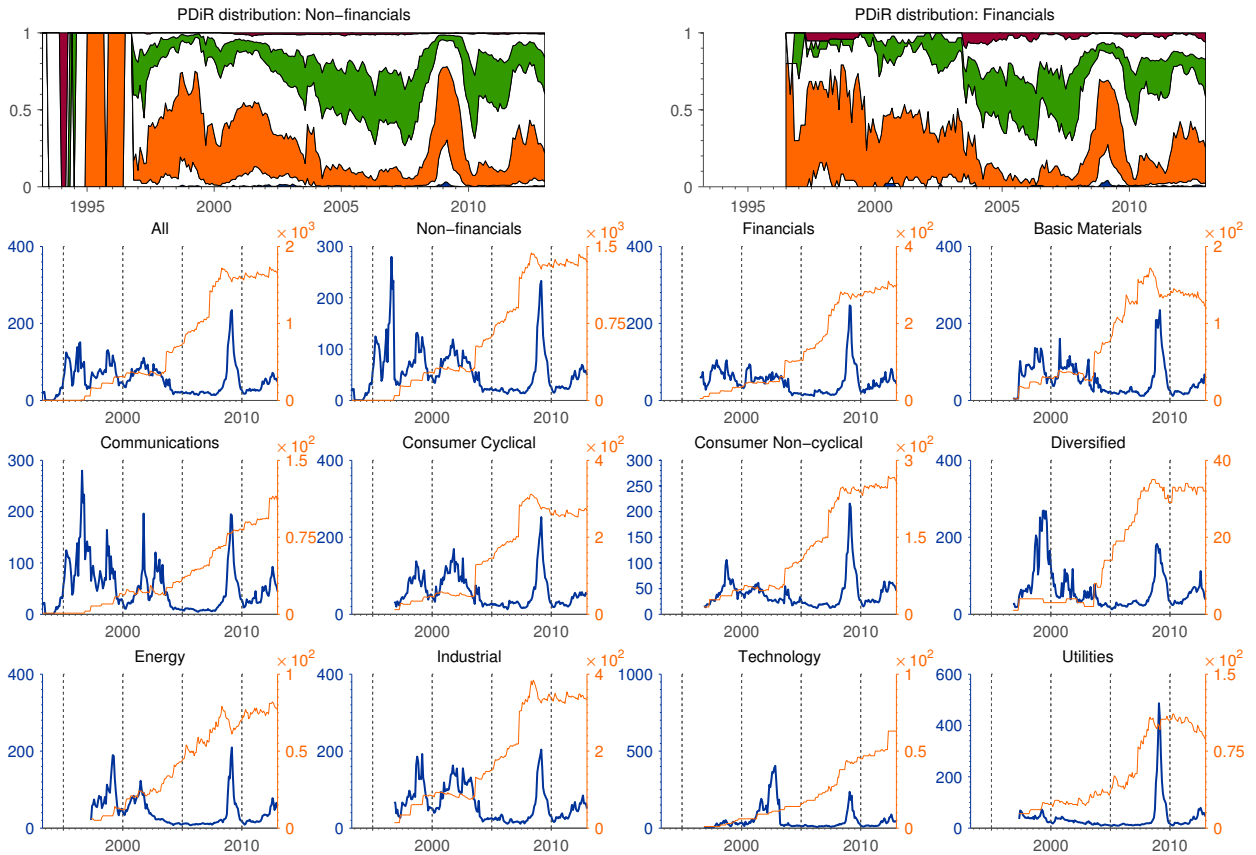 PDiR distribution: Non−financials PDiR distribution: Financials
1 1
0.5 0.5
0 0
1995 2000 2005 2010 1995 2000 2005 2010
All Non−financials Financials Basic Materials
× 10³ × 10³ × 10² × 10²
400 2 300 1.5 400 4 400 2
200 1 200 0.75 200 2 200 1
100
0 0 0 0 0 0 0 0
2000 2010 2000 2010 2000 2010 2000 2010
Communications Consumer Cyclical Consumer Non−cyclical Diversified
× 10² × 10² × 10²
300 1.5 400 4 300 3 400 40
250
200 0.75 200 2 200 1.5 200 20
150
100 100
50
0 0 0 0 0 0 0 0
2000 2010 2000 2010 2000 2010 2000 2010
Energy Industrial Technology Utilities
× 10² × 10² × 10² × 10²
400 1 400 4 1000 1 600 1.5
200 0.5 200 2 500 0.5 400 0.75
200
0 0 0 0 0 0 0 0
2000 2010 2000 2010 2000 2010 2000 2010